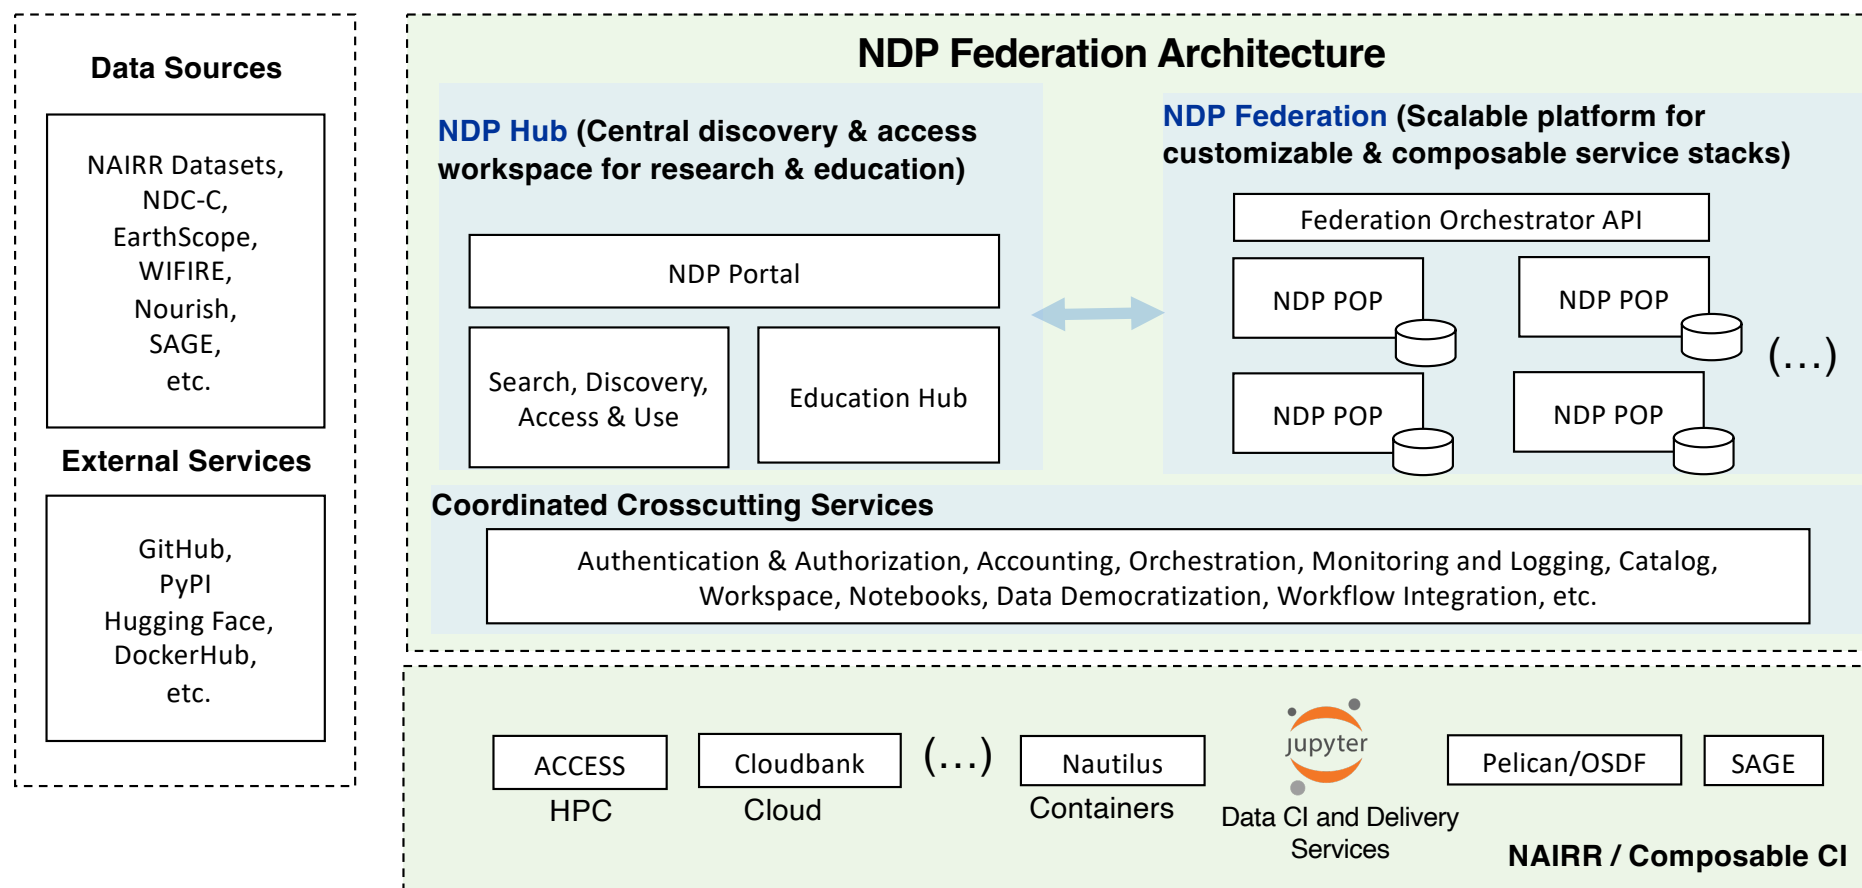 Data Sources
NAIRR Datasets,
NDC-C,
EarthScope,
WIFIRE,
Nourish,
SAGE,
etc.
External Services
GitHub,
PyPI
Hugging Face,
DockerHub,
etc.
NDP Federation Architecture
NDP Hub (Central discovery & access
workspace for research & education)
NDP Portal
Search, Discovery,
Access & Use
Education Hub
NDP Federation (Scalable platform for
customizable & composable service stacks)
Federation Orchestrator API
NDP POP
NDP POP
(...)
NDP POP
NDP POP
Coordinated Crosscutting Services
Authentication & Authorization, Accounting, Orchestration, Monitoring and Logging, Catalog,
Workspace, Notebooks, Data Democratization, Workflow Integration, etc.
ACCESS
HPC
Cloudbank
Cloud
(...)
Nautilus
Containers
jupyter
Data CI and Delivery
Services
Pelican/OSDF
SAGE
NAIRR / Composable CI